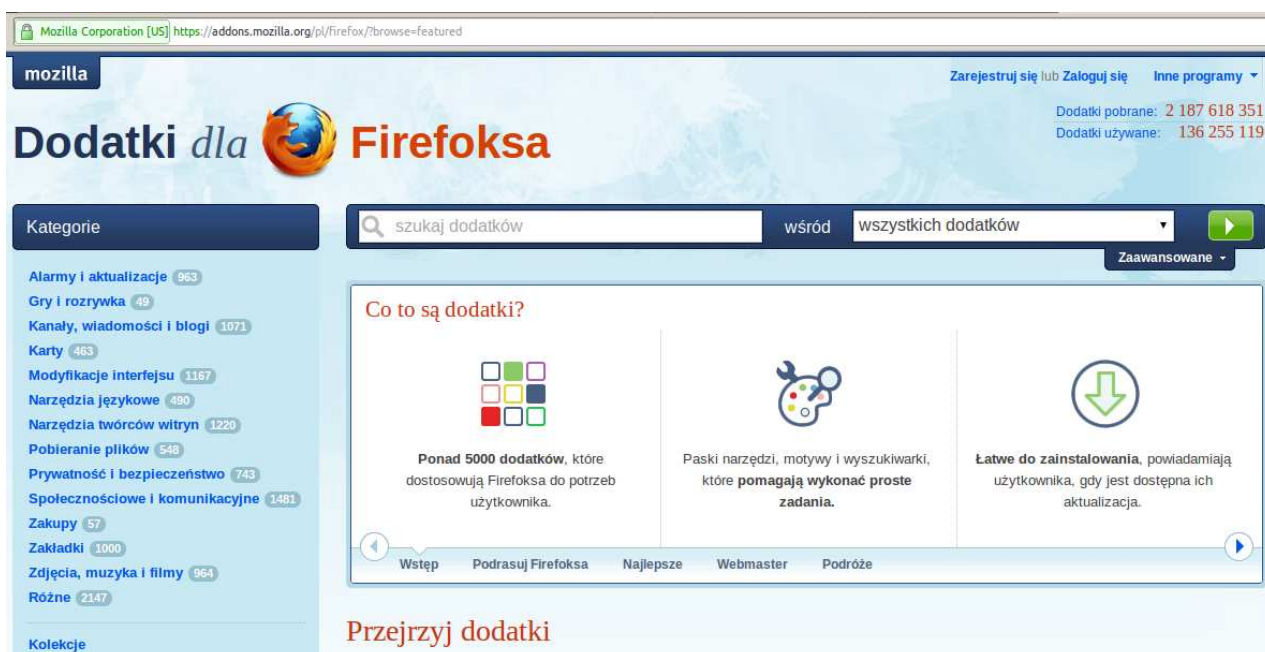 Mozilla Corporation [US] https://addons.mozilla.org/pl/firefox/?browse=featured
mozilla
Zarejestruj się lub Zaloguj się Inne programy
Dodatki dla Firefoksa
Dodatki pobrane: 2 187 618 351
Dodatki używane: 136 255 119
Kategorie
szukaj dodatków wśród wszystkich dodatków
Zaawansowane
Alarmy i aktualizacje 963
Gry i rozrywka 49
Kanały, wiadomości i blogi 1071
Karty 463
Modyfikacje interfejsu 1167
Narzędzia językowe 490
Narzędzia twórców witryn 1220
Pobieranie plików 548
Prywatność i bezpieczeństwo 743
Społecznościowe i komunikacyjne 1481
Zakupy 57
Zakładki 1000
Zdjęcia, muzyka i filmy 964
Różne 2147
Kolekcje
Co to są dodatki?
Ponad 5000 dodatków, które
dostosowują Firefoksa do potrzeb
użytkownika.
Paski narzędzi, motywy i wyszukiwarki,
które pomagają wykonać proste
zadania.
Łatwe do zainstalowania, powiadamiają
użytkownika, gdy jest dostępna ich
aktualizacja.
Wstęp Podrasuj Firefoksa Najlepsze Webmaster Podróże
Przejrzyj dodatki